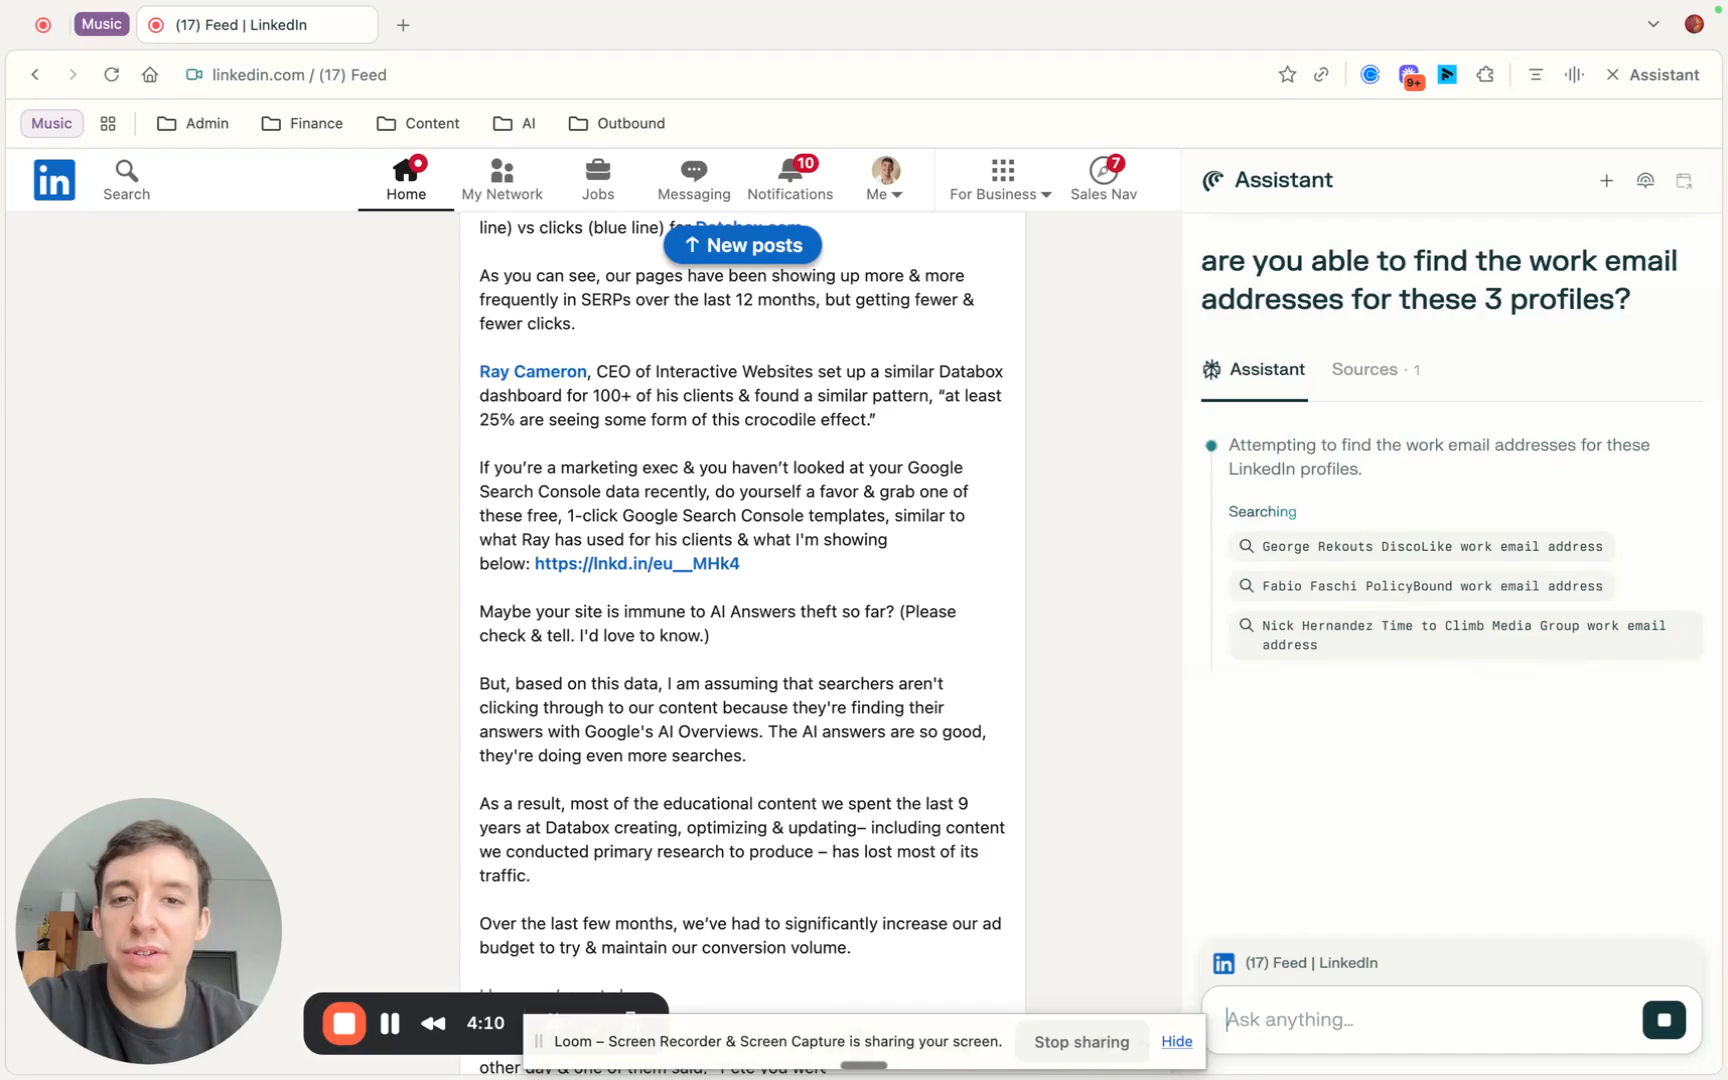 Music
(17) Feed | LinkedIn
linkedin.com / (17) Feed
9+
Assistant
Music
Admin
Finance
Content
AI
Outbound
in
Search
Home
My Network
Jobs
Messaging
10
Notifications
Me
For Business
7
Sales Nav
line) vs clicks (blue line) for Databox.com
New posts
As you can see, our pages have been showing up more & more
frequently in SERPs over the last 12 months, but getting fewer &
fewer clicks.
Ray Cameron, CEO of Interactive Websites set up a similar Databox
dashboard for 100+ of his clients & found a similar pattern, “at least
25% are seeing some form of this crocodile effect.”
If you’re a marketing exec & you haven’t looked at your Google
Search Console data recently, do yourself a favor & grab one of
these free, 1-click Google Search Console templates, similar to
what Ray has used for his clients & what I'm showing
below: https://lnkd.in/eu__MHk4
Maybe your site is immune to AI Answers theft so far? (Please
check & tell. I'd love to know.)
But, based on this data, I am assuming that searchers aren't
clicking through to our content because they're finding their
answers with Google's AI Overviews. The AI answers are so good,
they're doing even more searches.
As a result, most of the educational content we spent the last 9
years at Databox creating, optimizing & updating– including content
we conducted primary research to produce – has lost most of its
traffic.
Over the last few months, we’ve had to significantly increase our ad
budget to try & maintain our conversion volume.
other day & one of them said: "Pete you went
4:10
Loom – Screen Recorder & Screen Capture is sharing your screen.
Stop sharing
Hide
Assistant
are you able to find the work email
addresses for these 3 profiles?
Assistant
Sources · 1
Attempting to find the work email addresses for these
LinkedIn profiles.
Searching
George Rekouts DiscoLike work email address
Fabio Faschi PolicyBound work email address
Nick Hernandez Time to Climb Media Group work email
address
in
(17) Feed | LinkedIn
Ask anything...